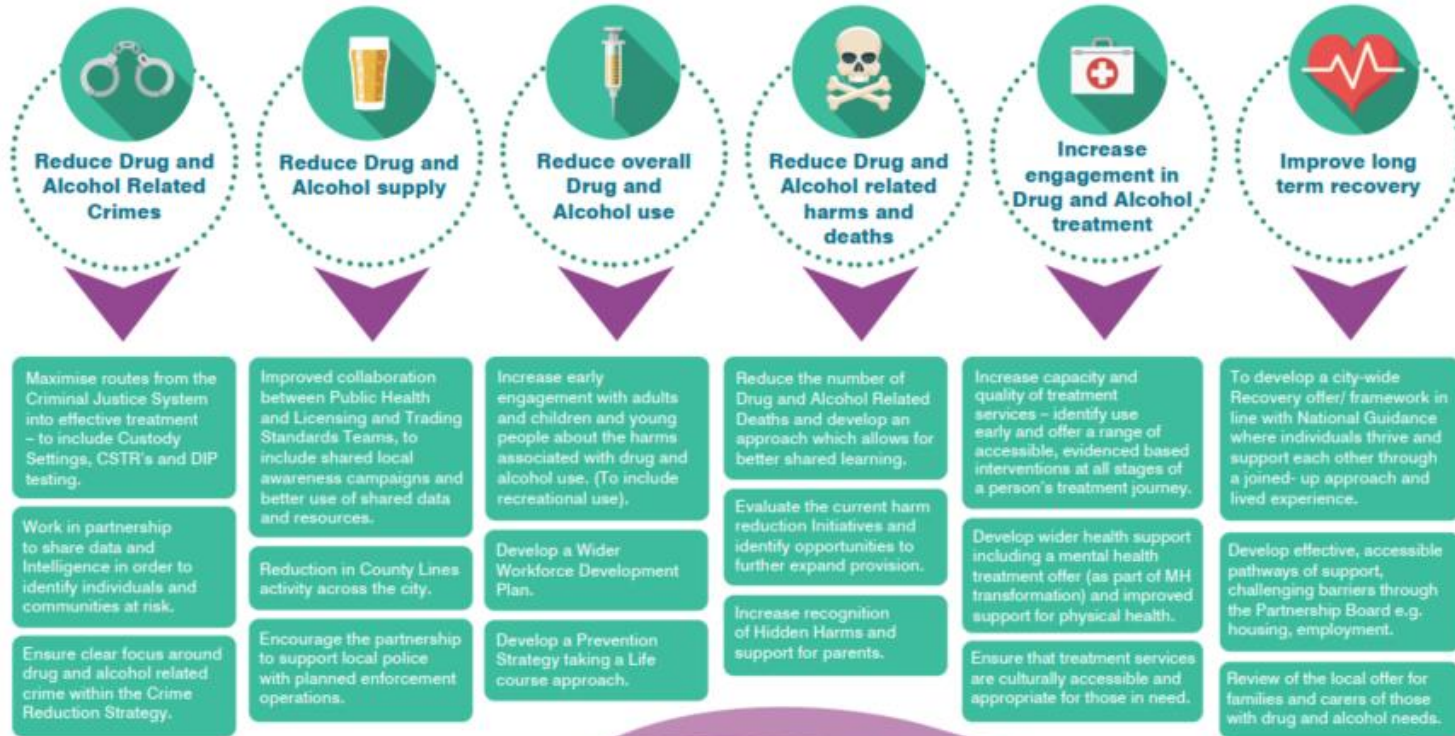 Reduce Drug and
Alcohol Related
Crimes
Reduce Drug and
Alcohol supply
Reduce overall
Drug and
Alcohol use
Reduce Drug and
Alcohol related
harms and
deaths
Increase
engagement in
Drug and Alcohol
treatment
Improve long
term recovery
Maximise routes from the
Criminal Justice System
into effective treatment
– to include Custody
Settings, CSTR's and DIP
testing.
Work in partnership
to share data and
Intelligence in order to
identify individuals and
communities at risk.
Ensure clear focus around
drug and alcohol related
crime within the Crime
Reduction Strategy.
Improved collaboration
between Public Health
and Licensing and Trading
Standards Teams, to
include shared local
awareness campaigns and
better use of shared data
and resources.
Reduction in County Lines
activity across the city.
Encourage the partnership
to support local police
with planned enforcement
operations.
Increase early
engagement with adults
and children and young
people about the harms
associated with drug and
alcohol use. (To include
recreational use).
Develop a Wider
Workforce Development
Plan.
Develop a Prevention
Strategy taking a Life
course approach.
Reduce the number of
Drug and Alcohol Related
Deaths and develop an
approach which allows for
better shared learning.
Evaluate the current harm
reduction Initiatives and
identify opportunities to
further expand provision.
Increase recognition
of Hidden Harms and
support for parents.
Increase capacity and
quality of treatment
services – identify use
early and offer a range of
accessible, evidenced based
interventions at all stages of
a person's treatment journey.
Develop wider health support
including a mental health
treatment offer (as part of MH
transformation) and improved
support for physical health.
Ensure that treatment services
are culturally accessible and
appropriate for those in need.
To develop a city-wide
Recovery offer/ framework in
line with National Guidance
where individuals thrive and
support each other through
a joined- up approach and
lived experience.
Develop effective, accessible
pathways of support,
challenging barriers through
the Partnership Board e.g.
housing, employment.
Review of the local offer for
families and carers of those
with drug and alcohol needs.